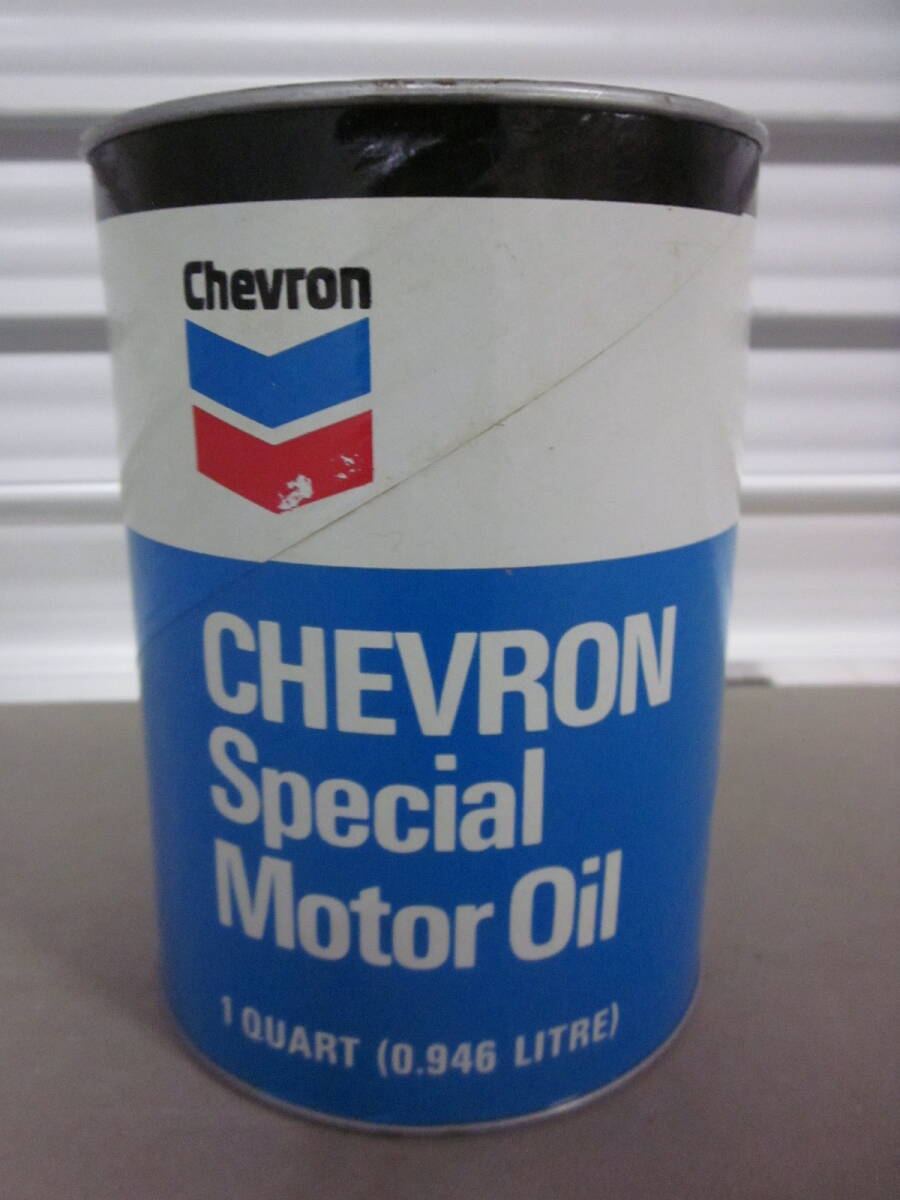 Chevron
CHEVRON
Special
Motor Oil
1 QUART (0.946 LITRE)